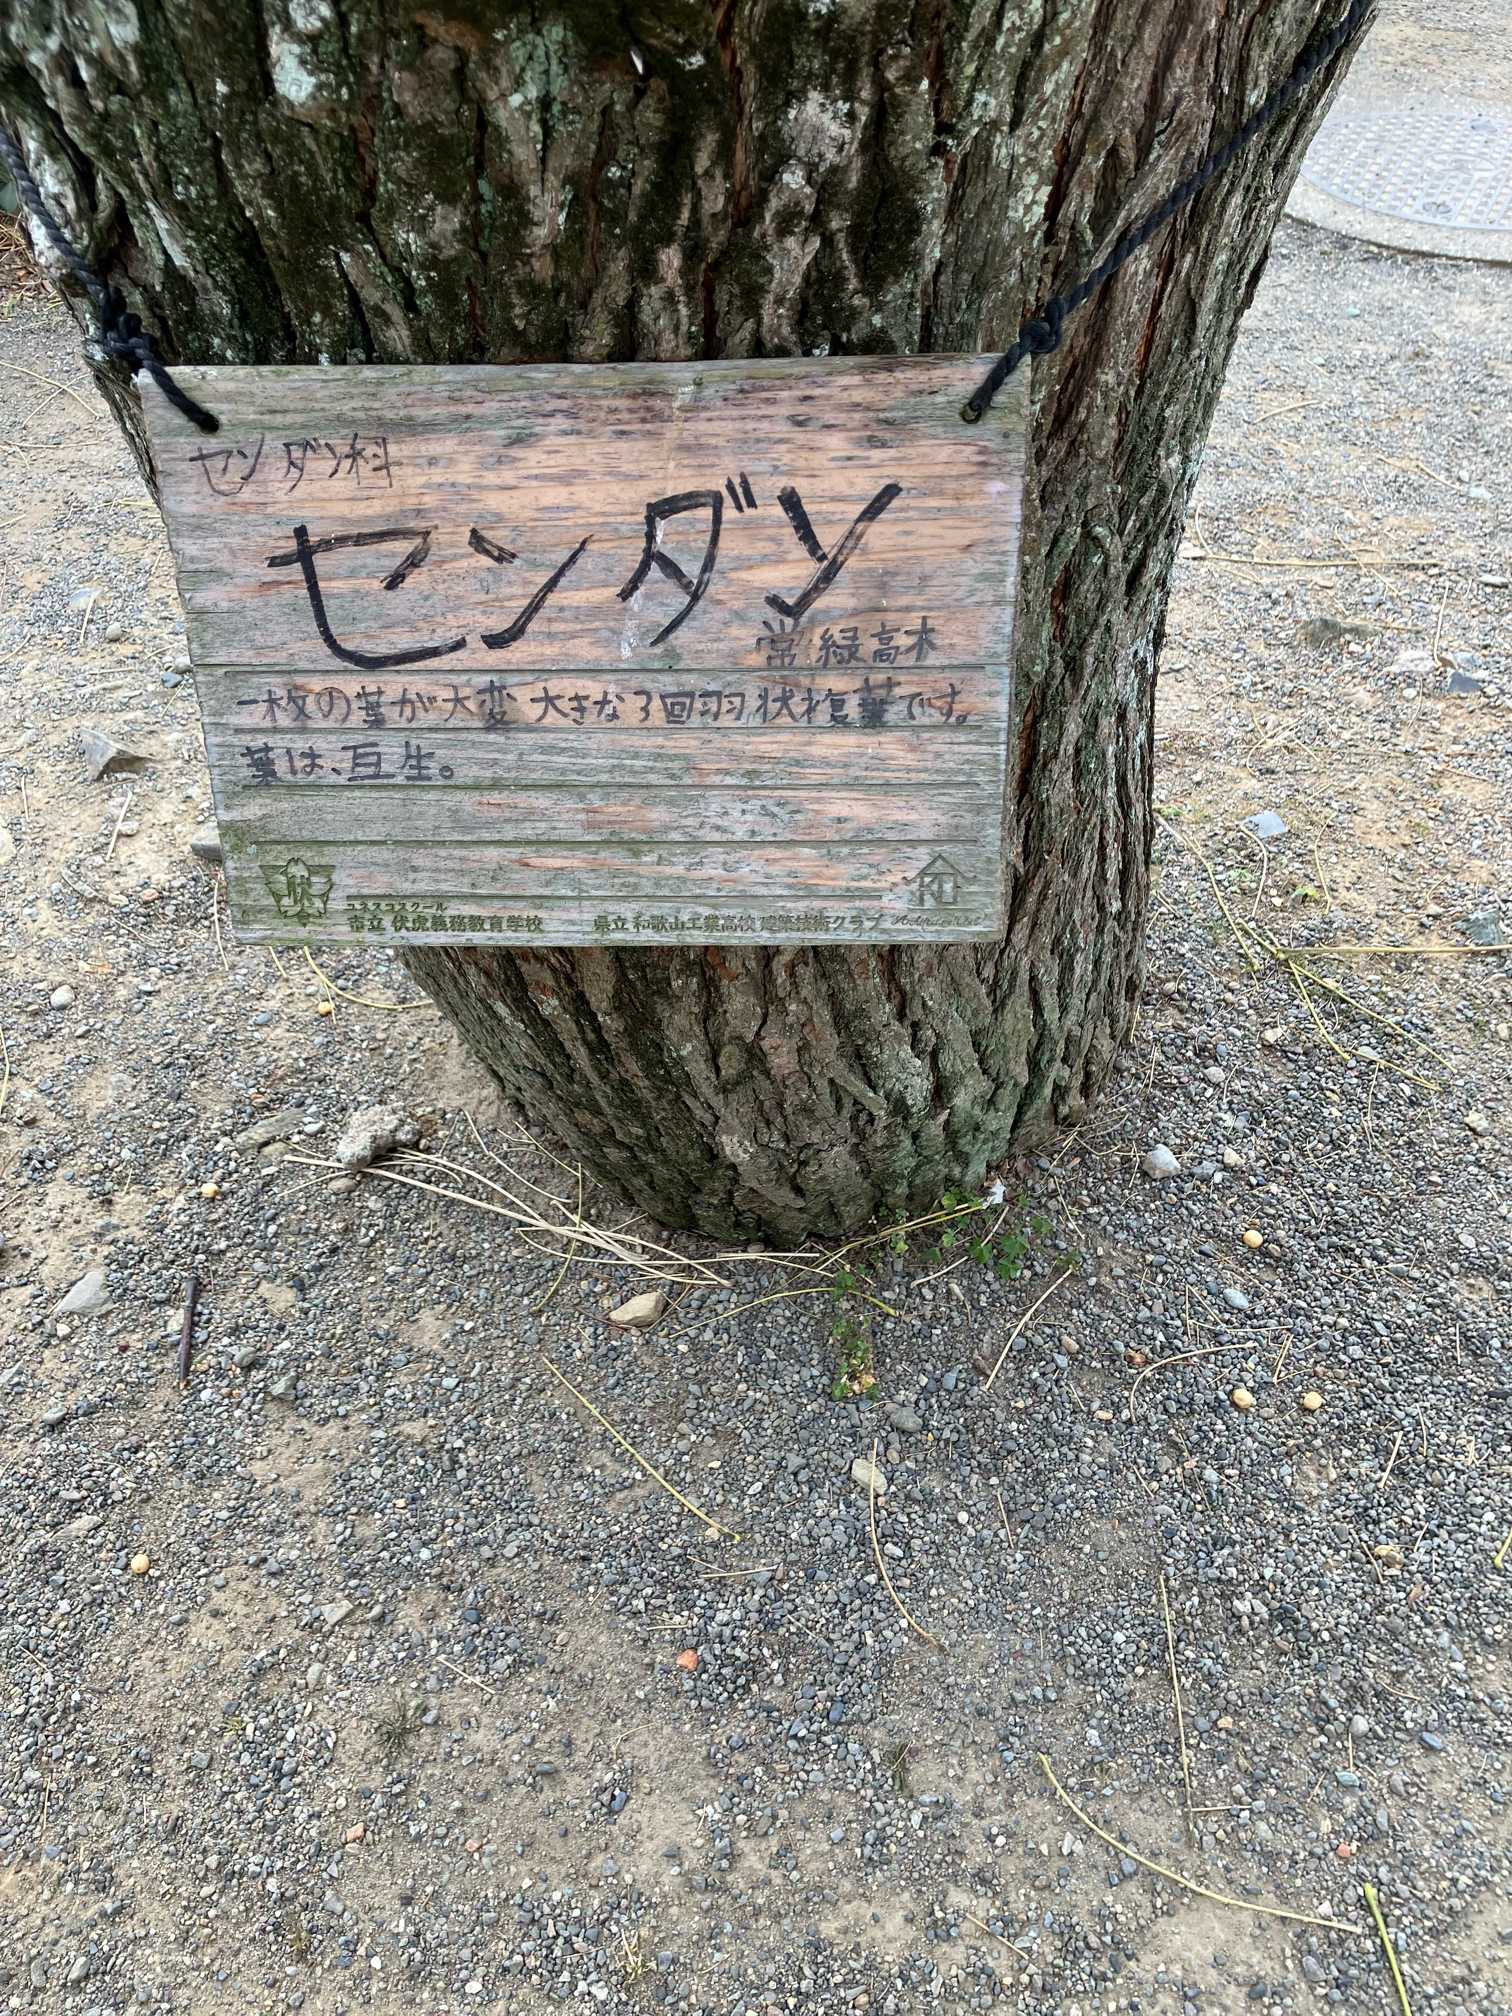 センダン科
センダン
常緑高木
一枚の葉が大変大きな3回羽状複葉です。
葉は、互生。
ユネスコスクール
市立 伏虎義務教育学校
県立和歌山工業高校 建築技術クラブ